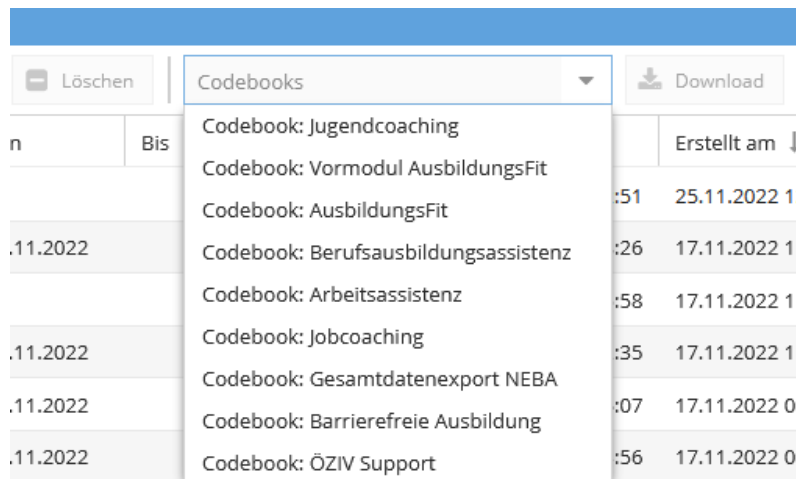 Löschen Codebooks Download
n Bis Erstellt am
Codebook: Jugendcoaching
Codebook: Vormodul AusbildungsFit
:51 25.11.2022 1
Codebook: AusbildungsFit
.11.2022 Codebook: Berufsausbildungsassistenz :26 17.11.2022 1
Codebook: Arbeitsassistenz :58 17.11.2022 1
.11.2022 Codebook: Jobcoaching :35 17.11.2022 1
Codebook: Gesamtdatenexport NEBA
.11.2022 :07 17.11.2022 0
Codebook: Barrierefreie Ausbildung
.11.2022 Codebook: ÖZIV Support :56 17.11.2022 0